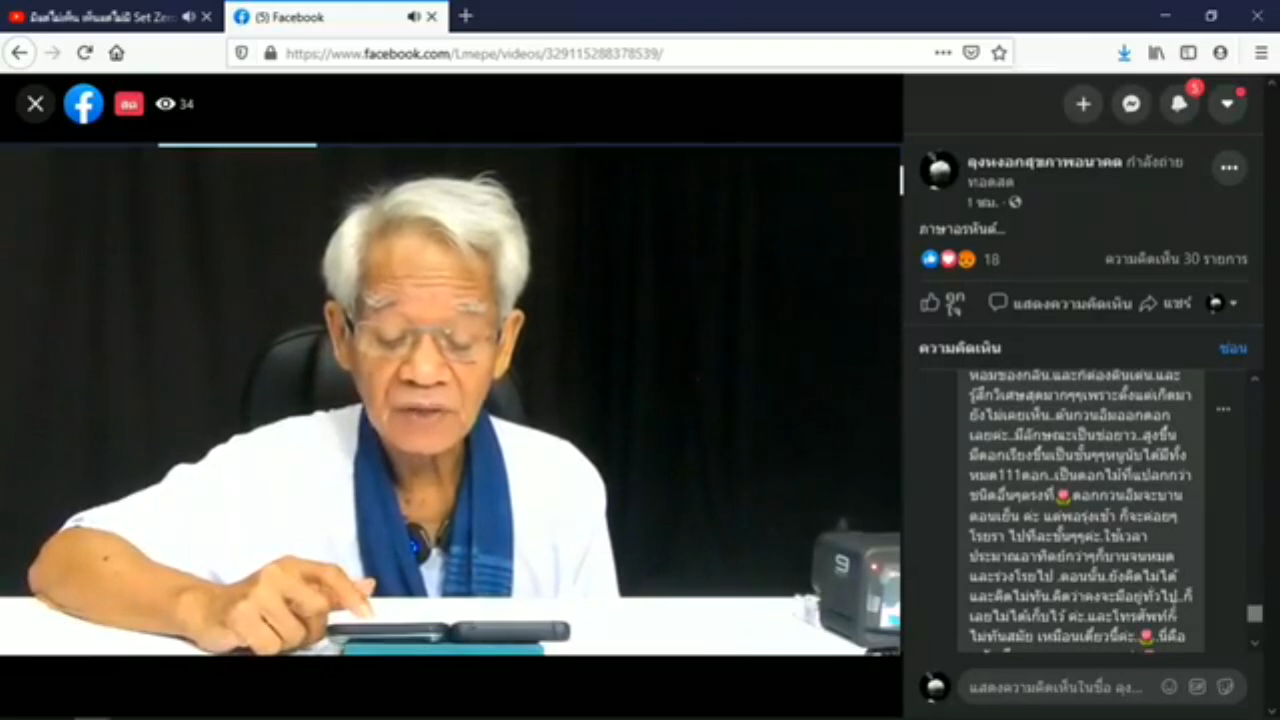 มีแต่ไม่เห็น เห็นแต่ไม่มี Set Zero
(5) Facebook
https://www.facebook.com/Lmepe/videos/329115288378539/
สด
34
5
ลุงหงอกสุขภาพอนาคต กำลังถ่าย
ทอดสด
1 ชม.
ภาษาอรหันต์...
18
ความคิดเห็น 30 รายการ
ถูกใจ
แสดงความคิดเห็น
แชร์
ความคิดเห็น
ซ่อน
หอมของกลิ่น.และก็ต้องตื่นเต้น.และ
รู้สึกวิเศษสุดมากๆๆเพราะตั้งแต่เกิดมา
ยังไม่เคยเห็น..ต้นกวนอิมออกดอก
เลยค่ะ..มีลักษณะเป็นช่อยาว..สูงขึ้น
มีดอกเรียงขึ้นเป็นชั้นๆๆหนูนับได้มีทั้ง
หมด111ดอก..เป็นดอกไม้ที่แปลกกว่า
ชนิดอื่นๆตรงที่🌷ดอกกวนอิมจะบาน
ตอนเย็น ค่ะ แต่พอรุ่งเช้า ก็จะค่อยๆ
โรยรา ไปทีละชั้นๆๆค่ะ.ใช้เวลา
ประมาณอาทิตย์กว่าๆก็บานจนหมด
และร่วงโรยไป .ตอนนั้น.ยังคิดไม่ได้
และคิดไม่ทัน.คิดว่าคงจะมีอยู่ทั่วไป..ก็
เลยไม่ได้เก็บไว้ ค่ะ.และโทรศัพท์ก็
ไม่ทันสมัย เหมือนเดี๋ยวนี้ค่ะ..🌷.นี่คือ
แสดงความคิดเห็นในชื่อ ลุง...
9